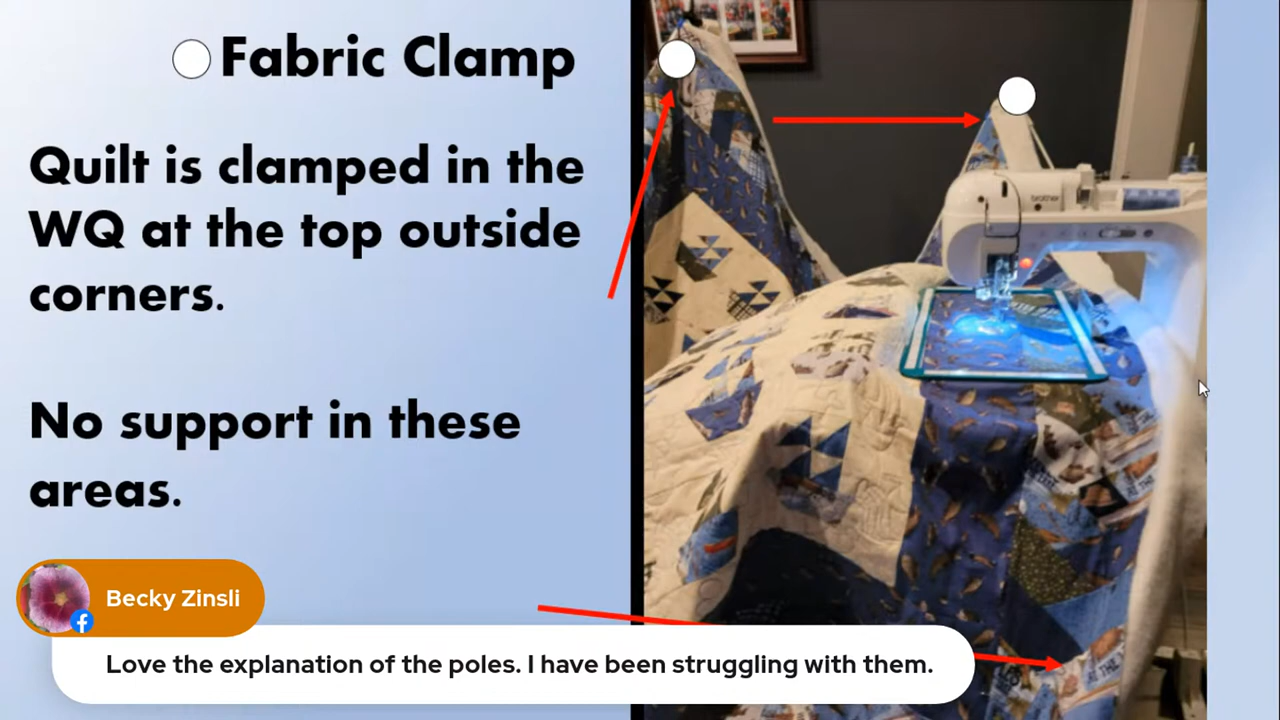 Fabric Clamp
Quilt is clamped in the
WQ at the top outside
corners.
No support in these
areas.
brother
Becky Zinsli
Love the explanation of the poles. I have been struggling with them.